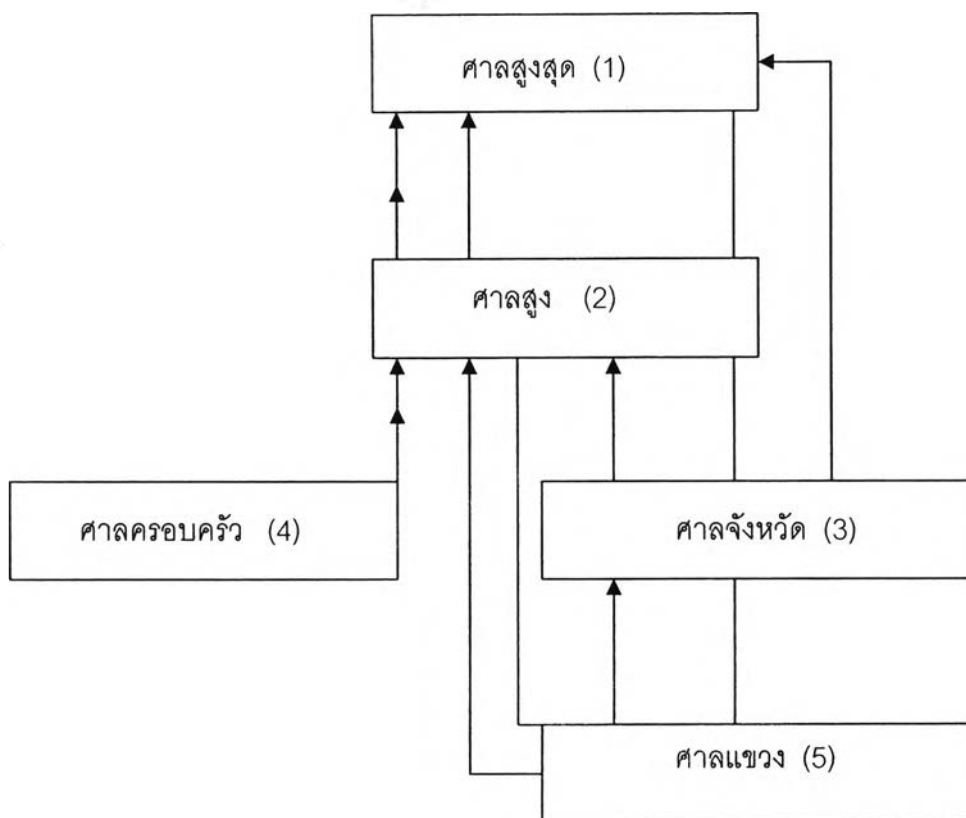 ศาลสูงสุด (1)
ศาลสูง (2)
ศาลครอบครัว (4)
ศาลจังหวัด (3)
ศาลแขวง (5)